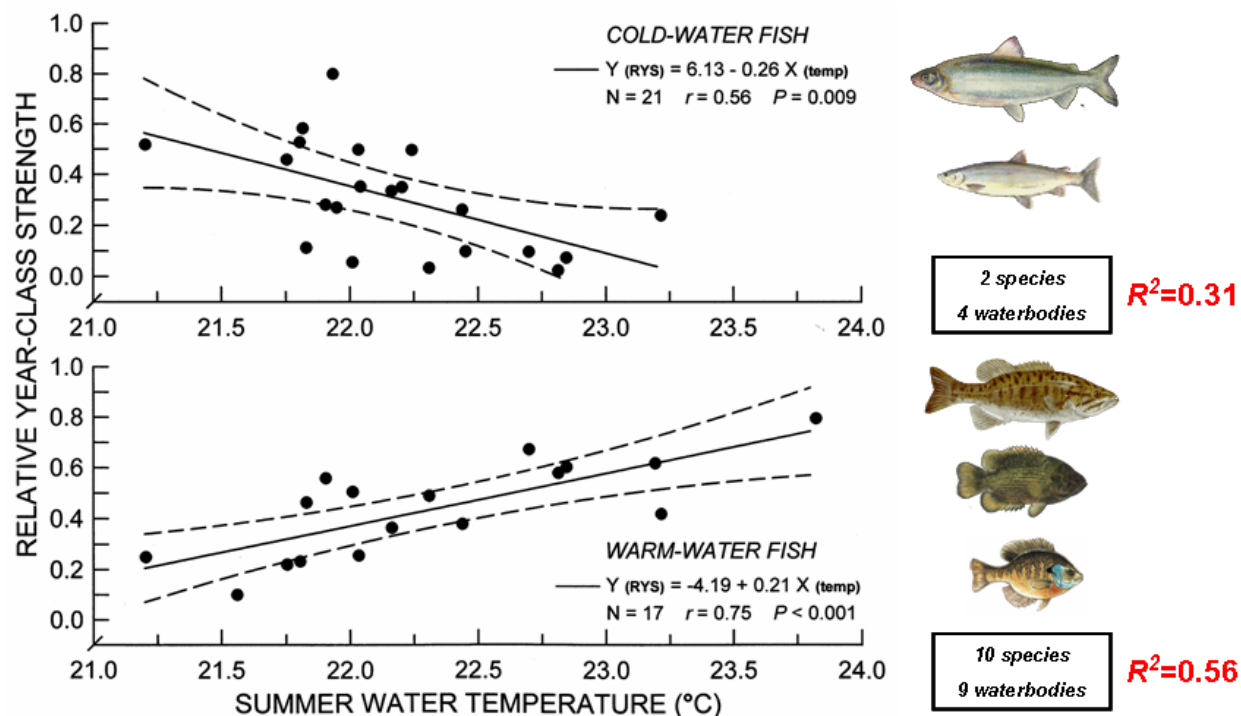 RELATIVE YEAR-CLASS STRENGTH
1.0
0.8
0.6
0.4
0.2
0.0
COLD-WATER FISH
Y (RYS) = 6.13 - 0.26 X (temp)
N = 21 r = 0.56 P = 0.009
21.0 21.5 22.0 22.5 23.0 23.5 24.0
2 species
4 waterbodies
R²=0.31
1.0
0.8
0.6
0.4
0.2
0.0
WARM-WATER FISH
Y (RYS) = -4.19 + 0.21 X (temp)
N = 17 r = 0.75 P < 0.001
21.0 21.5 22.0 22.5 23.0 23.5 24.0
SUMMER WATER TEMPERATURE (°C)
10 species
9 waterbodies
R²=0.56